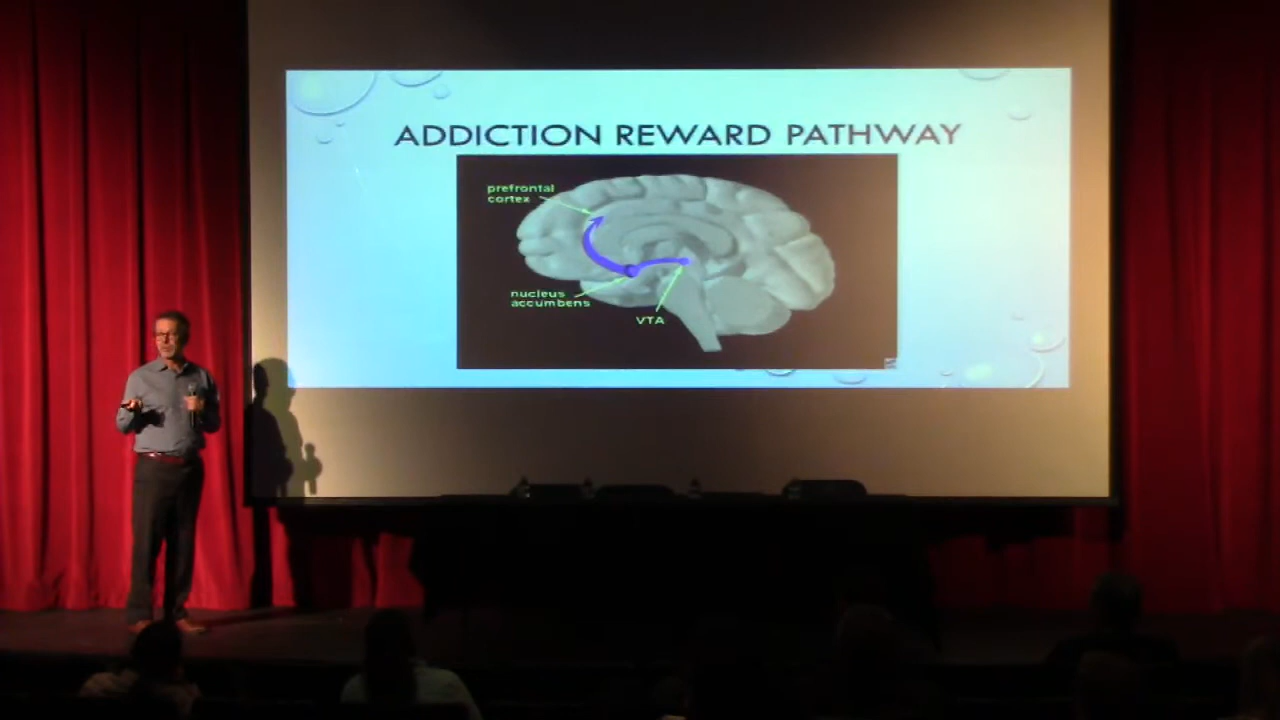 ADDICTION REWARD PATHWAY
prefrontal
cortex
nucleus
accumbens
VTA